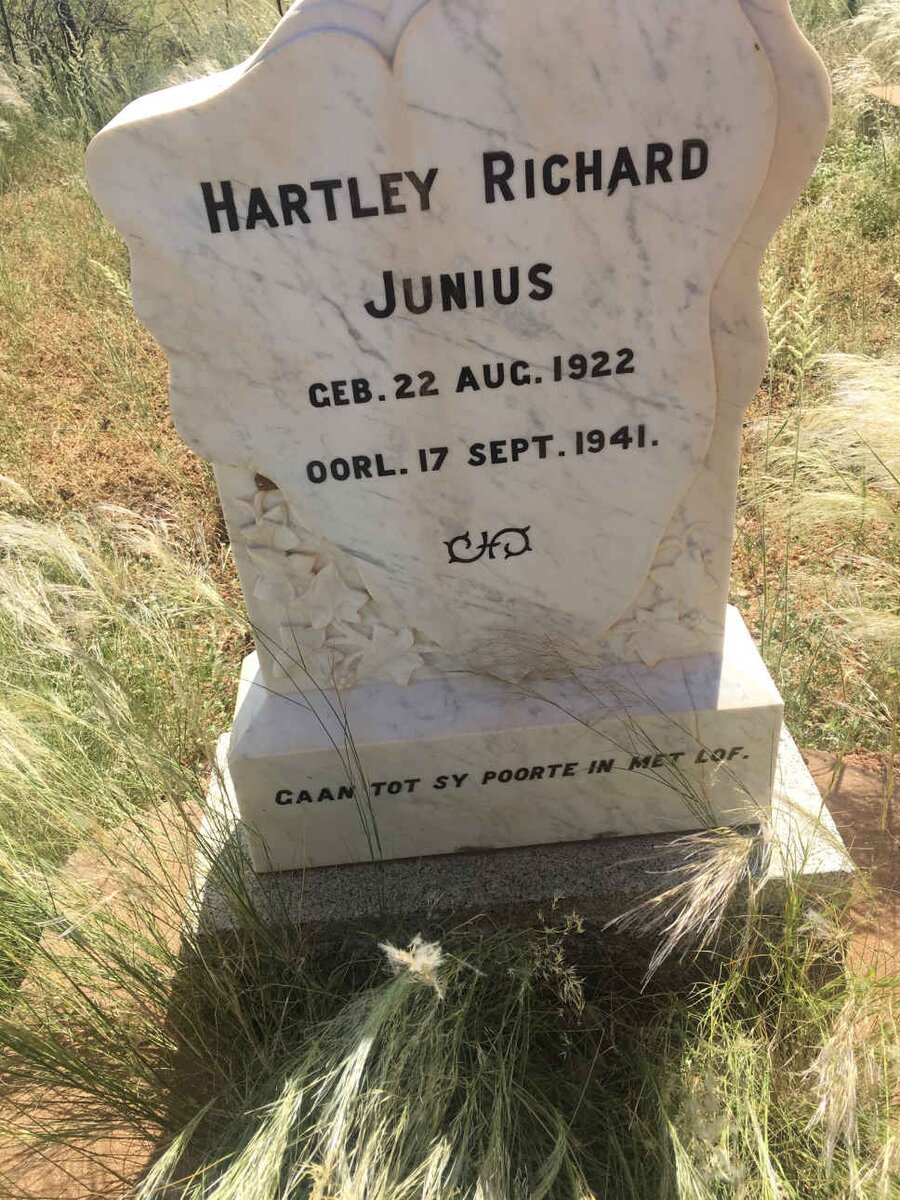 HARTLEY RICHARD
JUNIUS
GEB. 22 AUG. 1922
OORL. 17 SEPT. 1941.
GAAN TOT SY POORTE IN MET LOF.